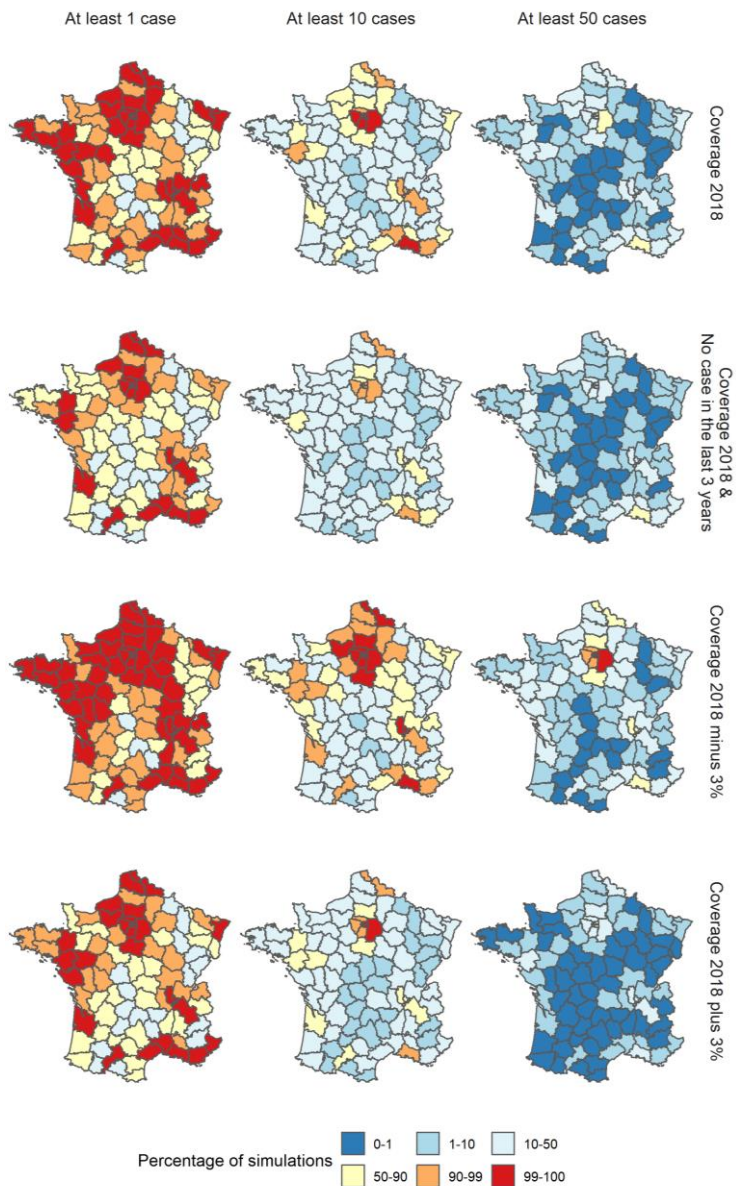 At least 1 case
At least 10 cases
At least 50 cases
Coverage 2018
Coverage 2018 &
No case in the last 3 years
Coverage 2018 minus 3%
Coverage 2018 plus 3%
Percentage of simulations
0-1
1-10
10-50
50-90
90-99
99-100